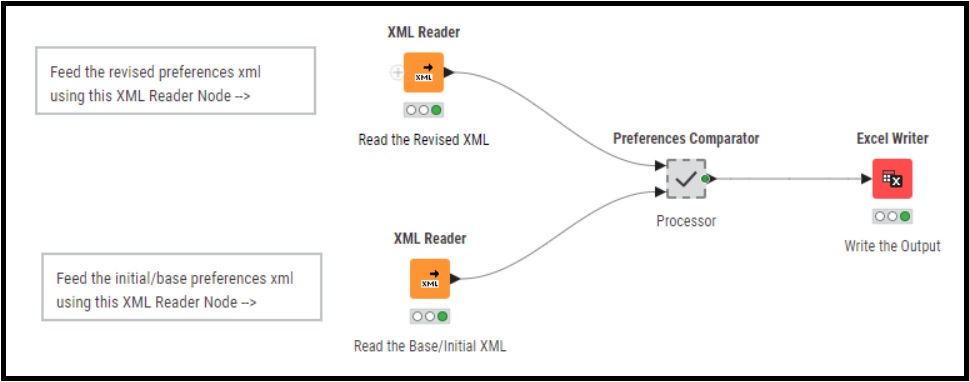 XML Reader
Feed the revised preferences xml
using this XML Reader Node -->
XML
Read the Revised XML
Preferences Comparator
Processor
Excel Writer
X
Write the Output
XML Reader
Feed the initial/base preferences xml
using this XML Reader Node -->
XML
Read the Base/Initial XML